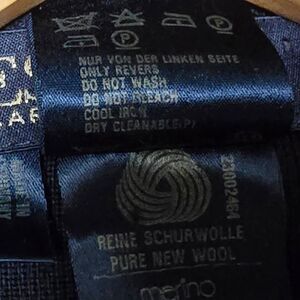 P
NUR VON DER LINKEN SEITE
ONLY REVERS
DO NOT WASH
DO NOT BLEACH
COOL IRON
DRY CLEANABLE(P)
REINE SCHURWOLLE
PURE NEW WOOL
merino